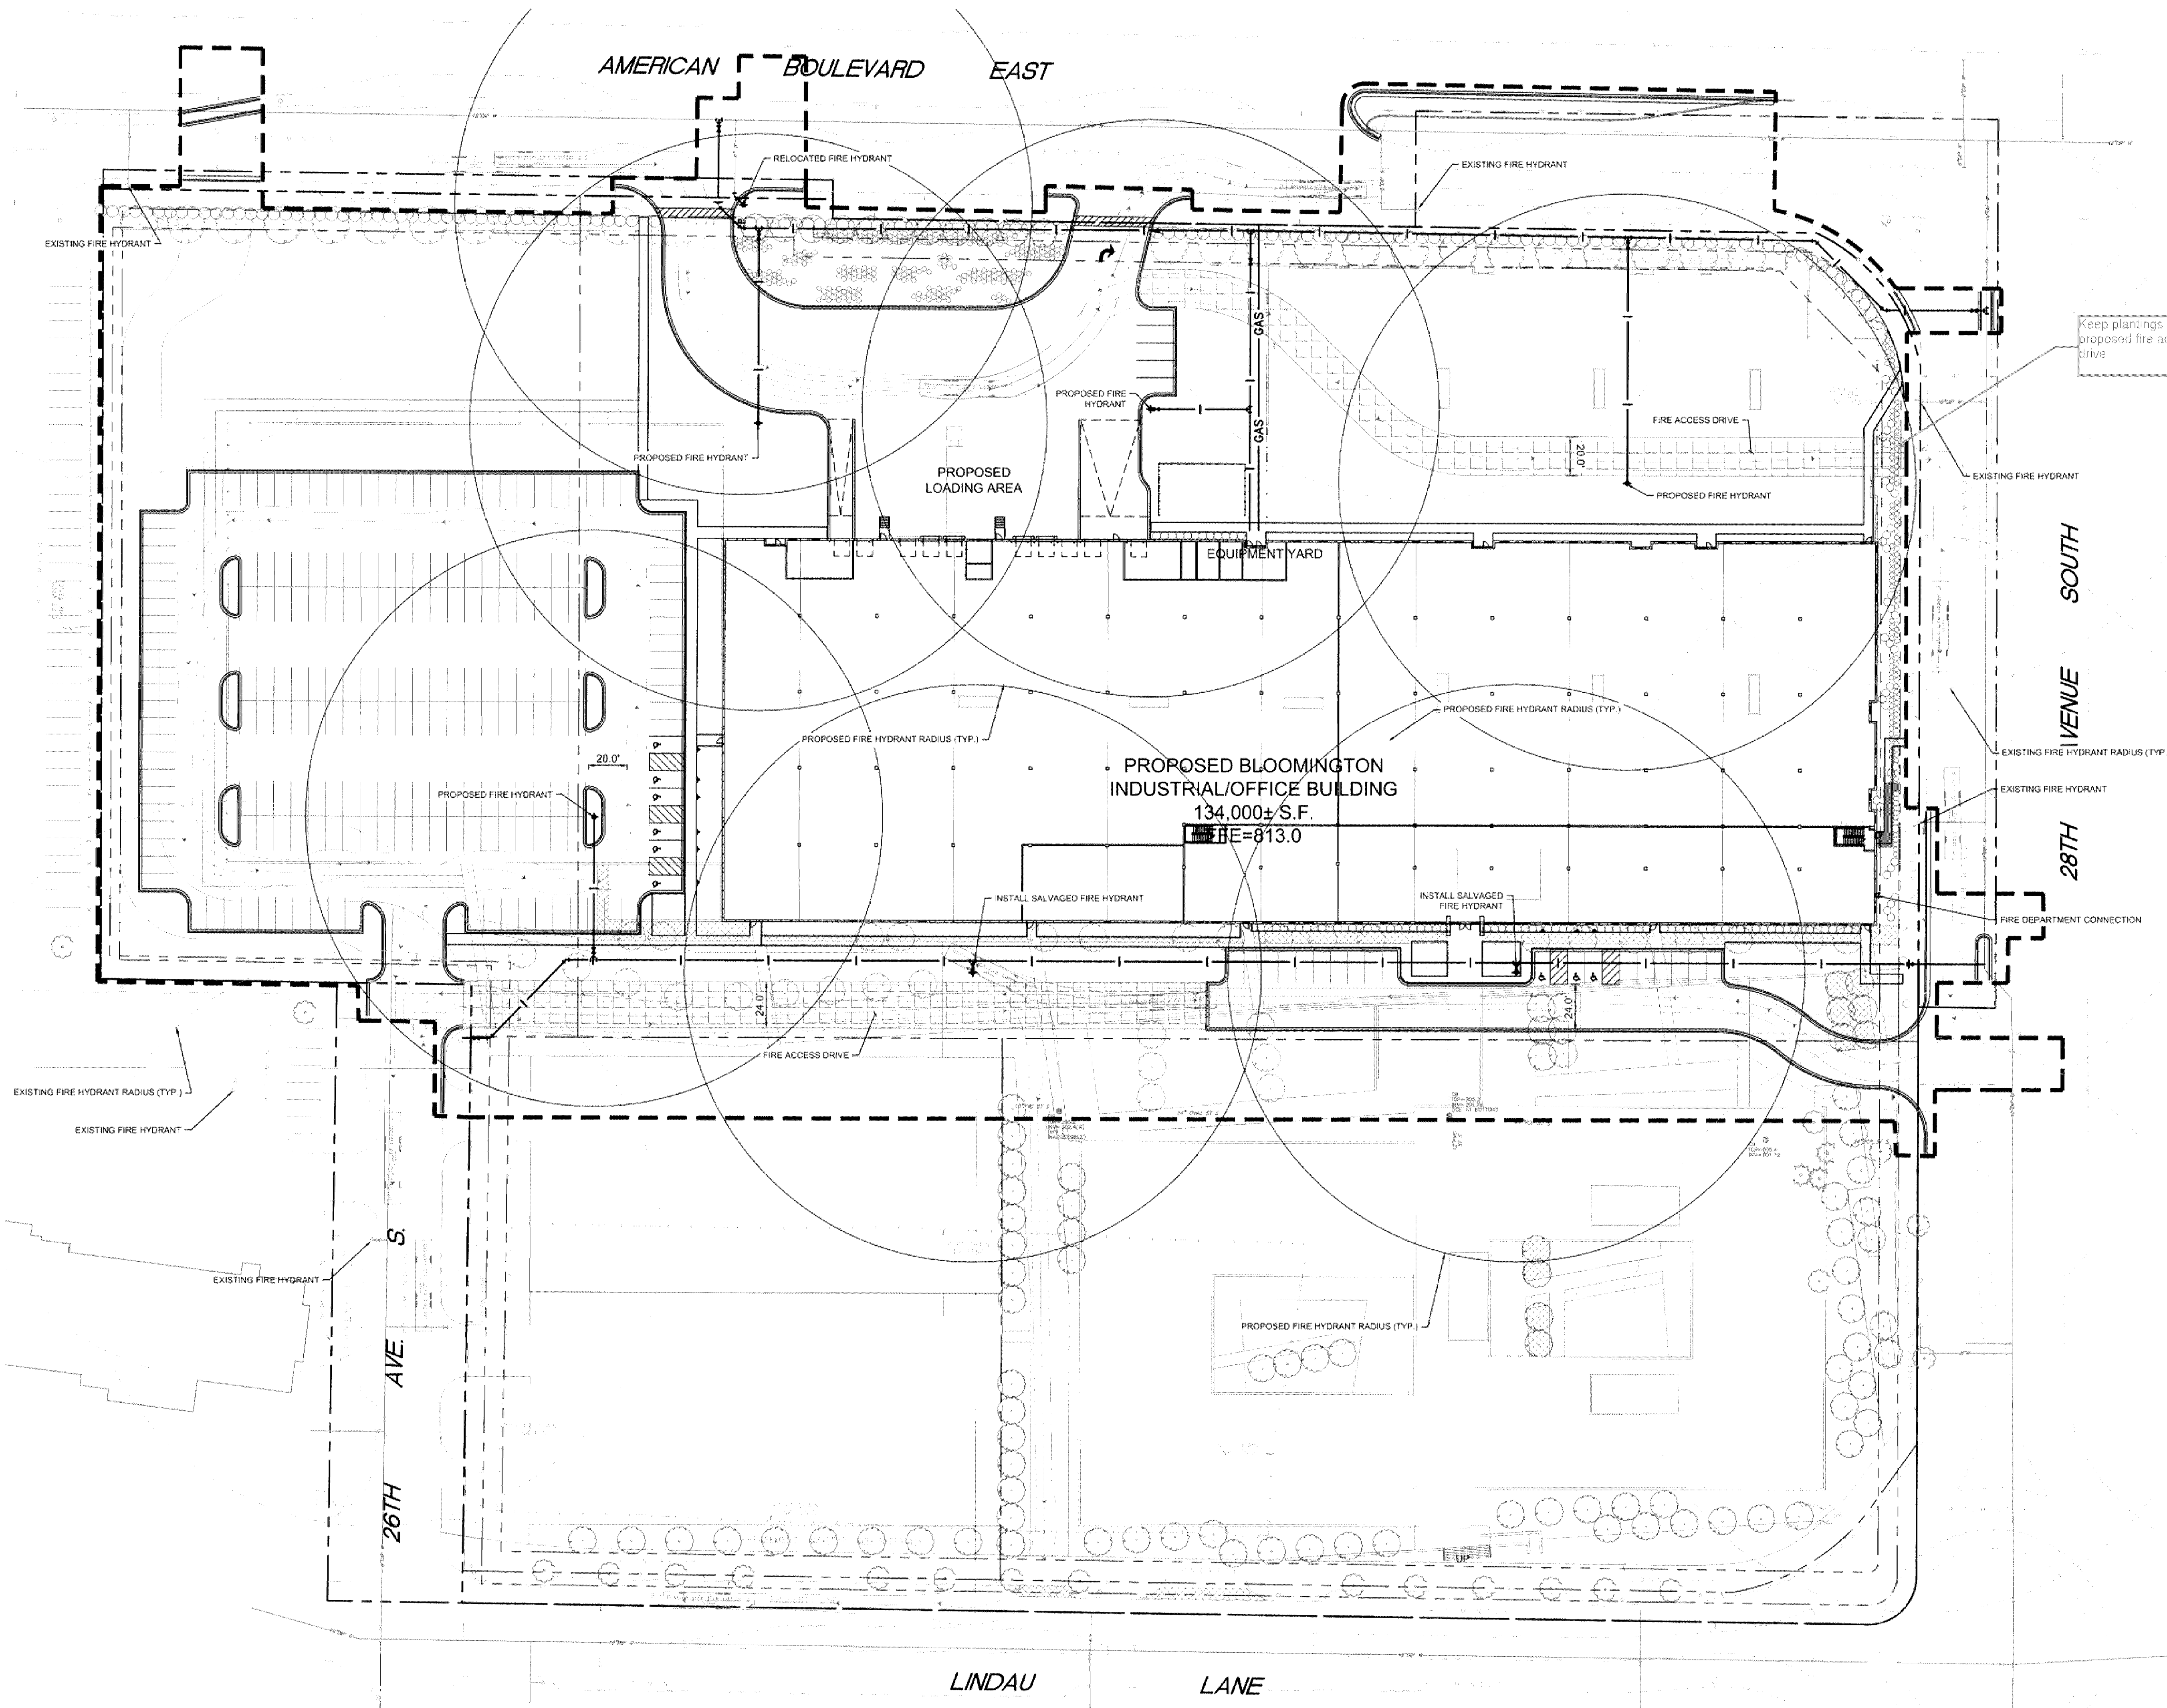 AMERICAN BOULEVARD EAST
RELOCATED FIRE HYDRANT
EXISTING FIRE HYDRANT
EXISTING FIRE HYDRANT
Keep plantings
proposed fire
drive
GAS
GAS
PROPOSED FIRE
HYDRANT
FIRE ACCESS DRIVE
20.0'
PROPOSED FIRE HYDRANT
PROPOSED
LOADING AREA
PROPOSED FIRE HYDRANT
EXISTING FIRE HYDRANT
EQUIPMENT YARD
28TH AVENUE SOUTH
PROPOSED FIRE HYDRANT RADIUS (TYP.)
PROPOSED FIRE HYDRANT RADIUS (TYP.)
EXISTING FIRE HYDRANT RADIUS (TYP.
20.0'
PROPOSED FIRE HYDRANT
PROPOSED BLOOMINGTON
INDUSTRIAL/OFFICE BUILDING
134,000± S.F.
FFE=813.0
EXISTING FIRE HYDRANT
INSTALL SALVAGED FIRE HYDRANT
INSTALL SALVAGED
FIRE HYDRANT
FIRE DEPARTMENT CONNECTION
24.0'
24.0'
FIRE ACCESS DRIVE
EXISTING FIRE HYDRANT RADIUS (TYP.)
EXISTING FIRE HYDRANT
24" OVAL ST S
EXISTING FIRE HYDRANT
26TH AVE. S.
PROPOSED FIRE HYDRANT RADIUS (TYP.)
UP
LINDAU LANE